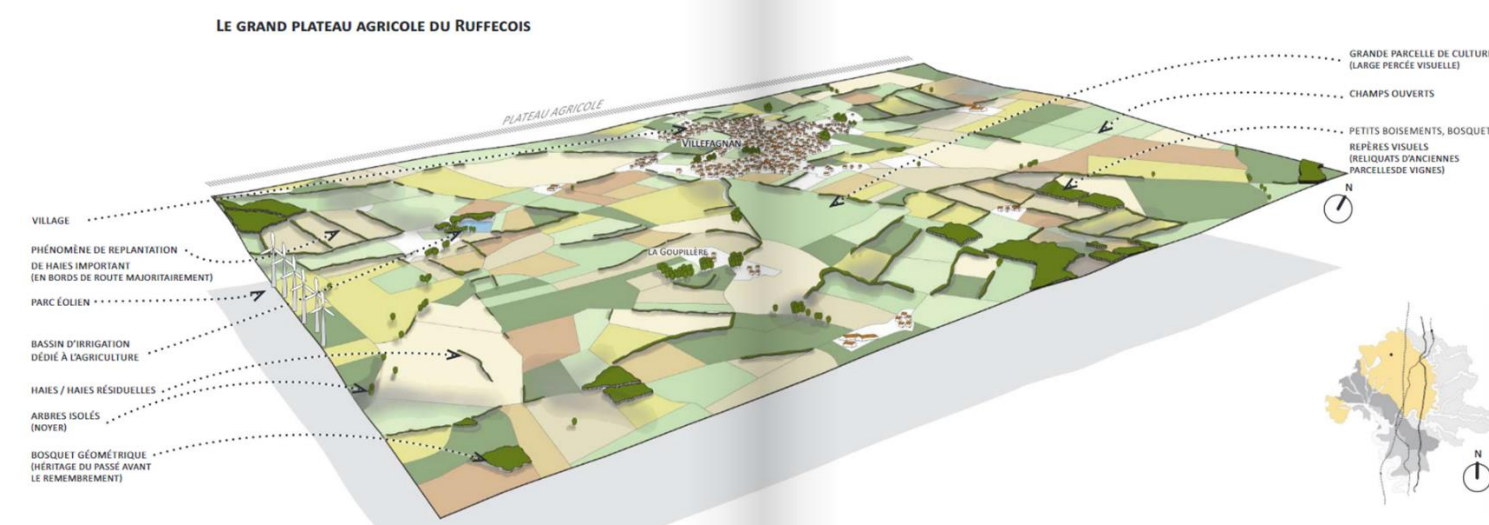 LE GRAND PLATEAU AGRICOLE DU RUFFECOIS
PLATEAU AGRICOLE
VILLEFAGNAN
LA GOUPILLÈRE
VILLAGE
PHÉNOMÈNE DE REPLANTATION
DE HAIES IMPORTANT
(EN BORDS DE ROUTE MAJORITAIREMENT)
PARC ÉOLIEN
BASSIN D'IRRIGATION
DÉDIÉ À L'AGRICULTURE
HAIES / HAIES RÉSIDUELLES
ARBRES ISOLÉS
(NOYER)
BOSQUET GÉOMÉTRIQUE
(HÉRITAGE DU PASSÉ AVANT
LE REMEMBREMENT)
GRANDE PARCELLE DE CULTURE
(LARGE PERCÉE VISUELLE)
CHAMPS OUVERTS
PETITS BOISEMENTS, BOSQUET
REPÈRES VISUELS
(RELIQUATS D'ANCIENNES
PARCELLESDE VIGNES)
N
N